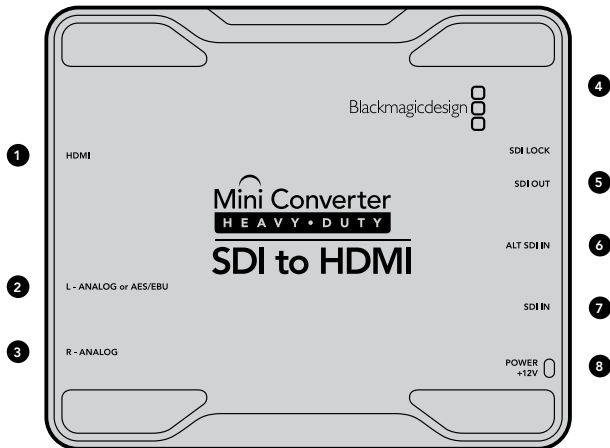 4
Blackmagicdesign
1
HDMI
SDI LOCK
SDI OUT
5
Mini Converter
HEAVY • DUTY
SDI to HDMI
ALT SDI IN
6
2
L - ANALOG or AES/EBU
SDI IN
7
3
R - ANALOG
POWER
+12V
8